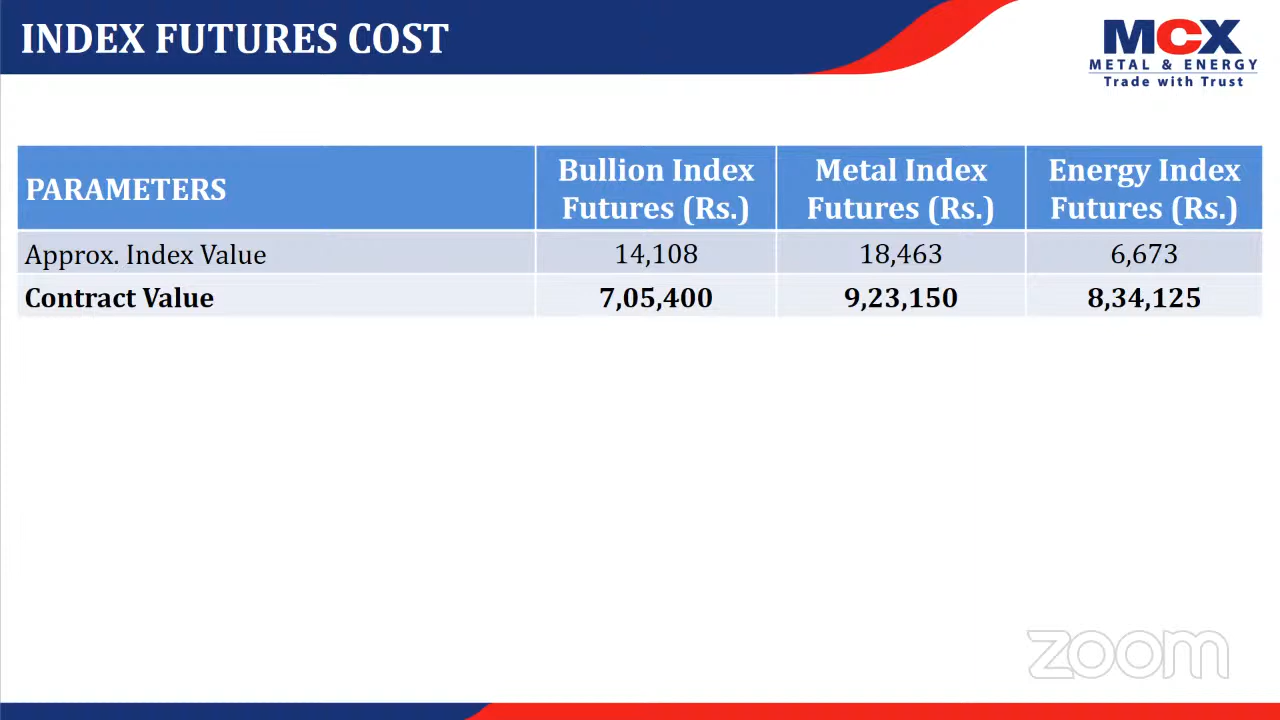 INDEX FUTURES COST
MCX
METAL & ENERGY
Trade with Trust
PARAMETERS
Bullion Index
Futures (Rs.)
Metal Index
Futures (Rs.)
Energy Index
Futures (Rs.)
Approx. Index Value 14,108 18,463 6,673
Contract Value 7,05,400 9,23,150 8,34,125
zoom